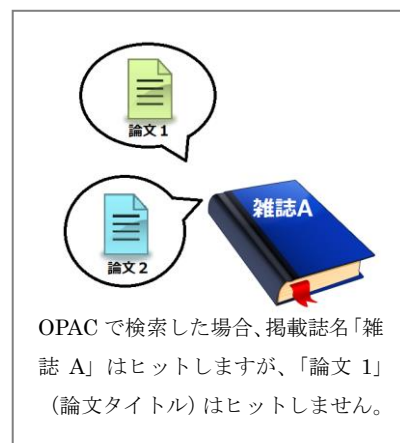 論文1
雑誌A
論文2
OPAC で検索した場合、掲載誌名「雑
誌 A」はヒットしますが、「論文 1」
（論文タイトル）はヒットしません。